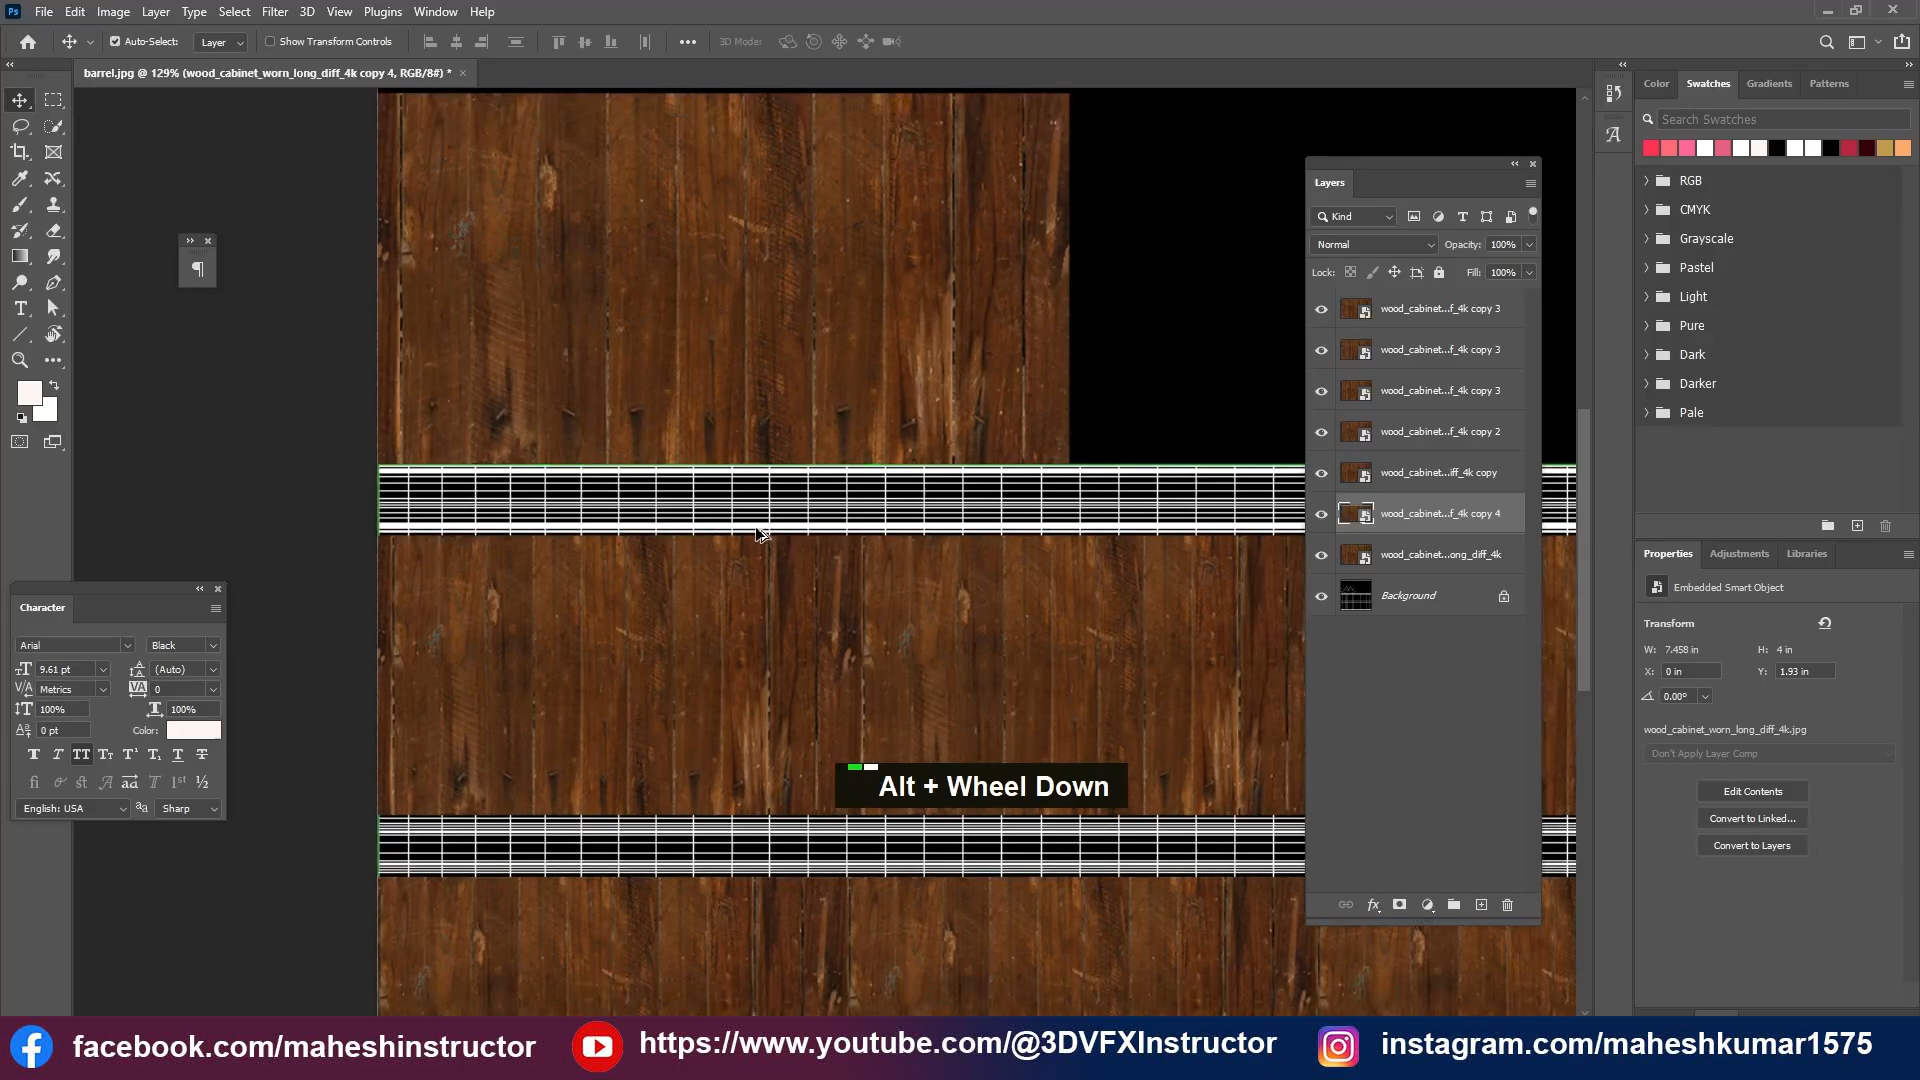 Ps File Edit Image Layer Type Select Filter 3D View Plugins Window Help
Auto-Select: Layer Show Transform Controls 3D Mode:
barrel.jpg @ 129% (wood_cabinet_worn_long_diff_4k copy 4, RGB/8#) *
Color Swatches Gradients Patterns
Search Swatches
RGB
CMYK
Grayscale
Pastel
Light
Pure
Dark
Darker
Pale
Layers
Kind
Normal Opacity: 100%
Lock: Fill: 100%
wood_cabinet...f_4k copy 3
wood_cabinet...f_4k copy 3
wood_cabinet...f_4k copy 3
wood_cabinet...f_4k copy 2
wood_cabinet...iff_4k copy
wood_cabinet...f_4k copy 4
wood_cabinet...ong_diff_4k
Background
Properties Adjustments Libraries
Embedded Smart Object
Transform
W: 7.458 in H: 4 in
X: 0 in Y: 1.93 in
0.00°
wood_cabinet_worn_long_diff_4k.jpg
Don't Apply Layer Comp
Edit Contents
Convert to Linked...
Convert to Layers
Character
Arial Black
9.61 pt (Auto)
Metrics 0
100% 100%
0 pt Color:
English: USA aa Sharp
Alt + Wheel Down
facebook.com/maheshinstructor https://www.youtube.com/@3DVFXInstructor instagram.com/maheshkumar1575